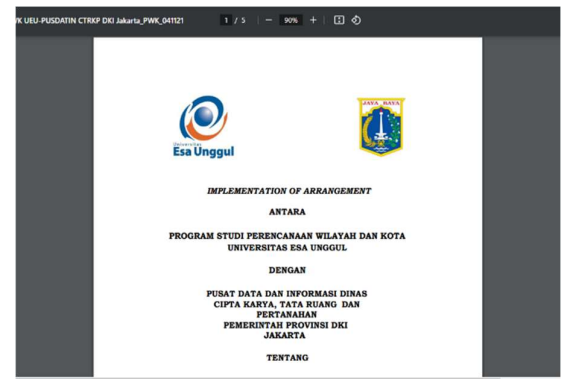 /K UEU-PUSDATIN CTRKP DKI Jakarta_PWK_041121
1 / 5
90%
Universitas
Esa Unggul
JAYA RAYA
IMPLEMENTATION OF ARRANGEMENT
ANTARA
PROGRAM STUDI PERENCANAAN WILAYAH DAN KOTA
UNIVERSITAS ESA UNGGUL
DENGAN
PUSAT DATA DAN INFORMASI DINAS
CIPTA KARYA, TATA RUANG DAN
PERTANAHAN
PEMERINTAH PROVINSI DKI
JAKARTA
TENTANG